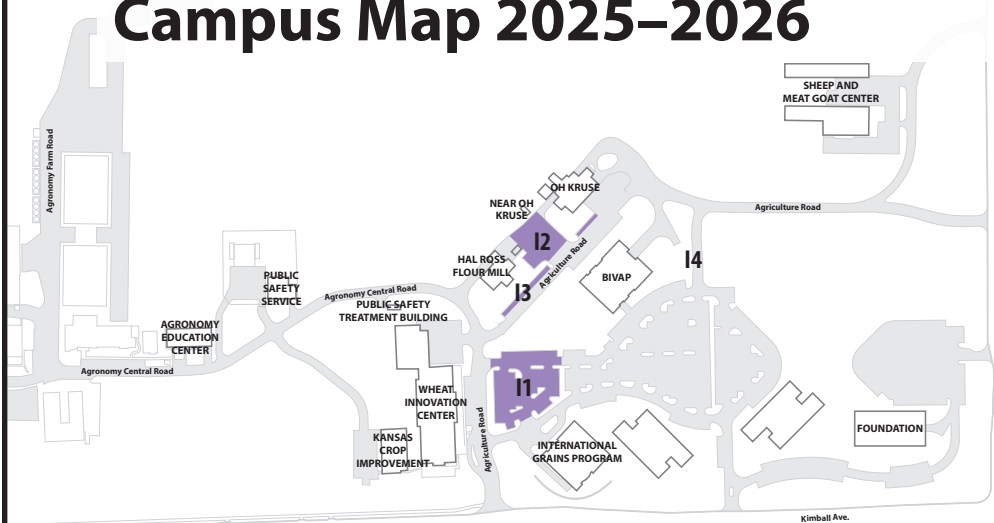 Campus Map 2025–2026
SHEEP AND
MEAT GOAT CENTER
Agronomy Farm Road
OH KRUSE
NEAR OH
KRUSE
Agriculture Road
I2
I4
HAL ROSS
FLOUR MILL
Agriculture Road
BIVAP
PUBLIC
SAFETY
SERVICE
Agronomy Central Road
I3
PUBLIC SAFETY
TREATMENT BUILDING
AGRONOMY
EDUCATION
CENTER
Agronomy Central Road
I1
WHEAT
INNOVATION
CENTER
Agriculture Road
FOUNDATION
KANSAS
CROP
IMPROVEMENT
INTERNATIONAL
GRAINS PROGRAM
Kimball Ave.